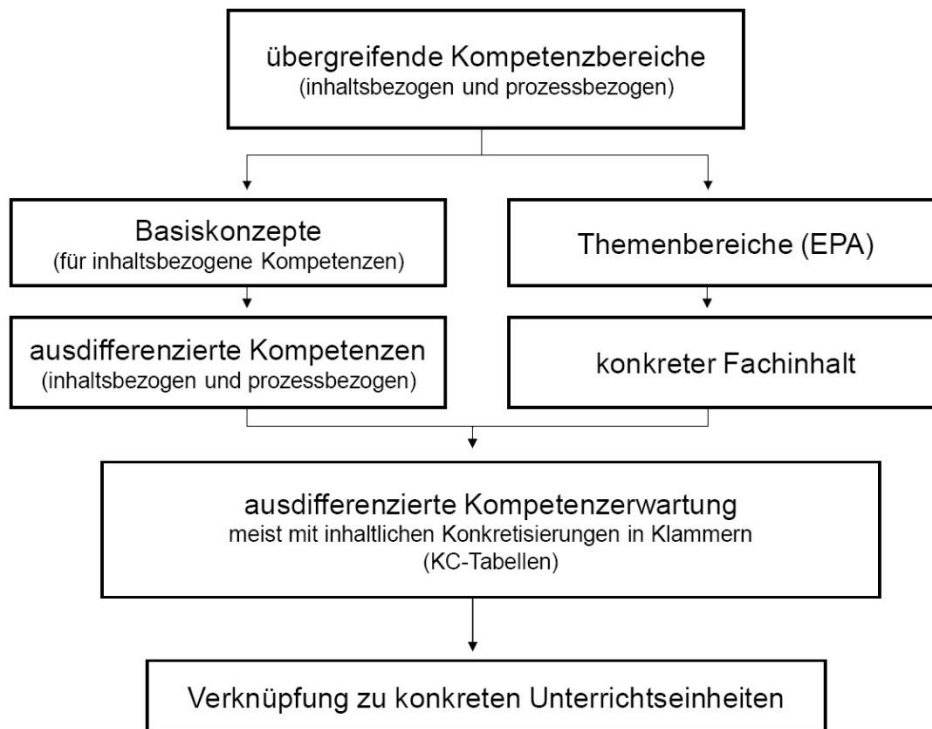 übergreifende Kompetenzbereiche
(inhaltsbezogen und prozessbezogen)
Basiskonzepte
(für inhaltsbezogene Kompetenzen)
Themenbereiche (EPA)
ausdifferenzierte Kompetenzen
(inhaltsbezogen und prozessbezogen)
konkreter Fachinhalt
ausdifferenzierte Kompetenzerwartung
meist mit inhaltlichen Konkretisierungen in Klammern
(KC-Tabellen)
Verknüpfung zu konkreten Unterrichtseinheiten